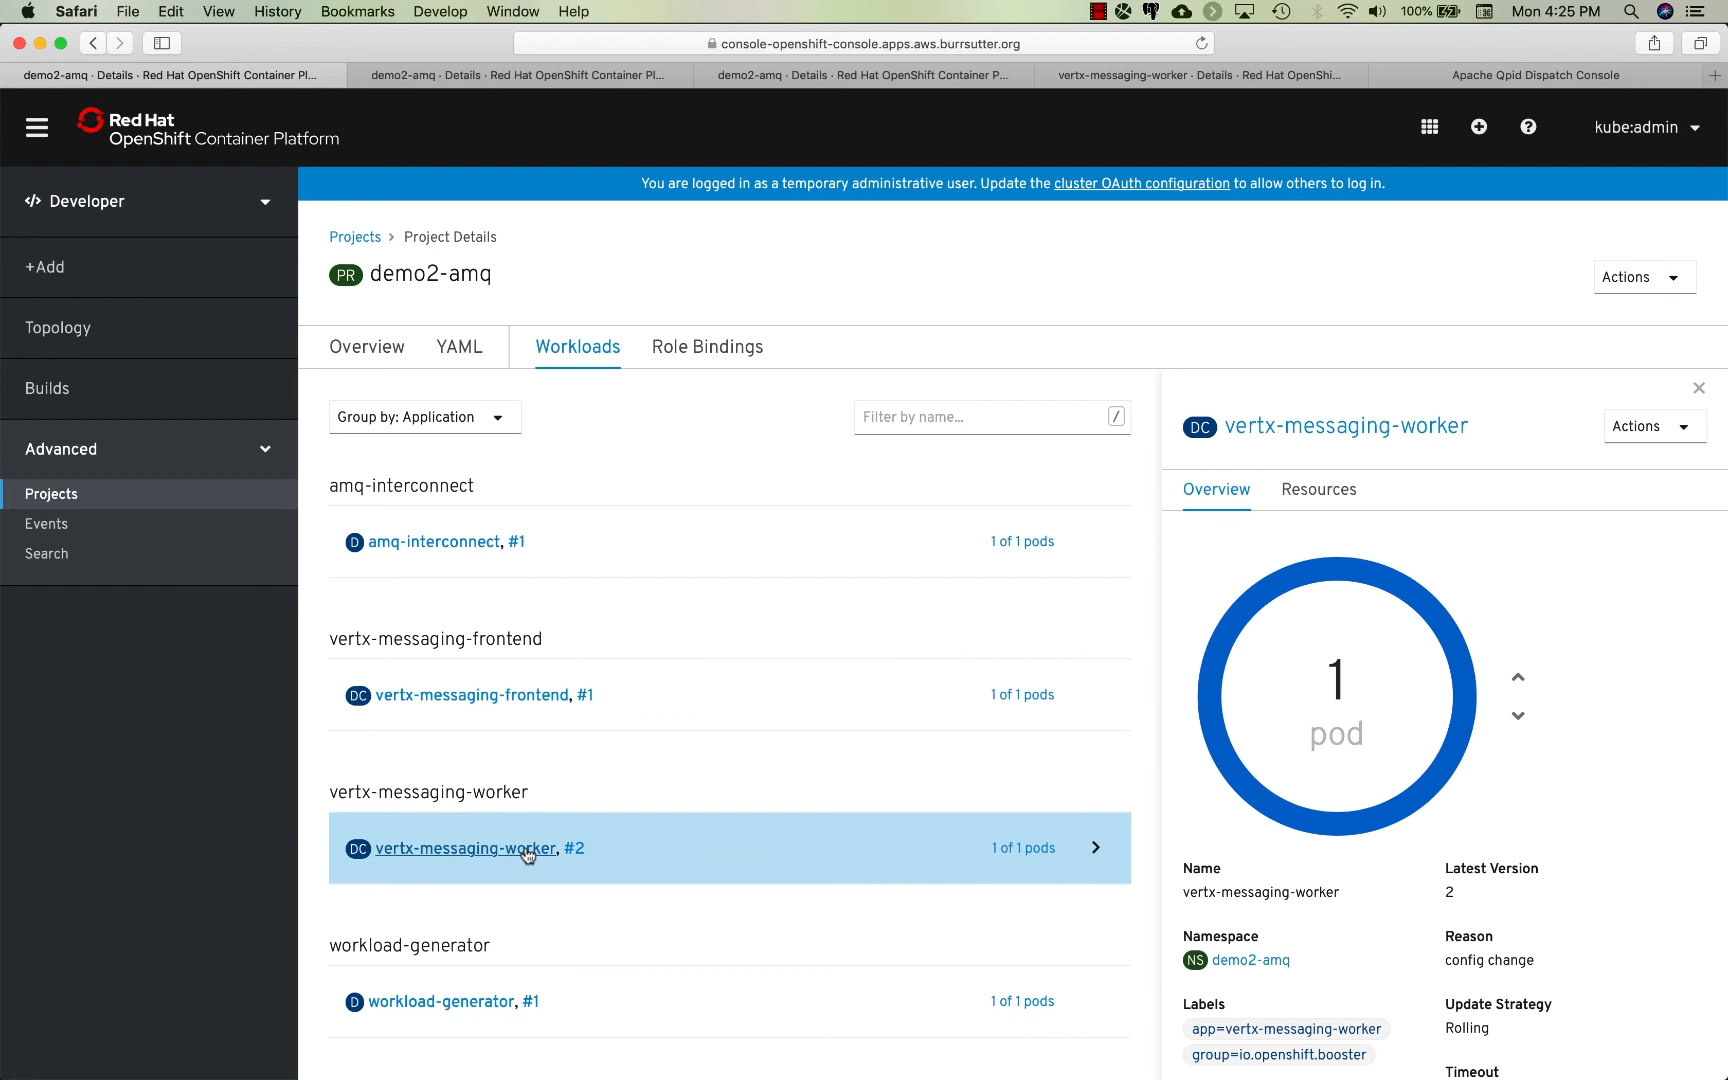 Safari File Edit View History Bookmarks Develop Window Help 100% Mon 4:25 PM
console-openshift-console.apps.aws.burrsutter.org
demo2-amq · Details · Red Hat OpenShift Container Pl...
demo2-amq · Details · Red Hat OpenShift Container Pl...
demo2-amq · Details · Red Hat OpenShift Container P...
vertx-messaging-worker · Details · Red Hat OpenShi...
Apache Qpid Dispatch Console
Red Hat
OpenShift Container Platform
kube:admin
Developer
You are logged in as a temporary administrative user. Update the cluster OAuth configuration to allow others to log in.
+Add
Topology
Builds
Advanced
Projects
Events
Search
Projects > Project Details
PR demo2-amq
Actions
Overview YAML Workloads Role Bindings
Group by: Application
Filter by name...
/
amq-interconnect
D amq-interconnect, #1 1 of 1 pods
vertx-messaging-frontend
DC vertx-messaging-frontend, #1 1 of 1 pods
vertx-messaging-worker
DC vertx-messaging-worker, #2 1 of 1 pods
workload-generator
D workload-generator, #1 1 of 1 pods
DC vertx-messaging-worker
Actions
Overview Resources
1
pod
Name
vertx-messaging-worker
Latest Version
2
Namespace
NS demo2-amq
Reason
config change
Labels
app=vertx-messaging-worker
group=io.openshift.booster
Update Strategy
Rolling
Timeout